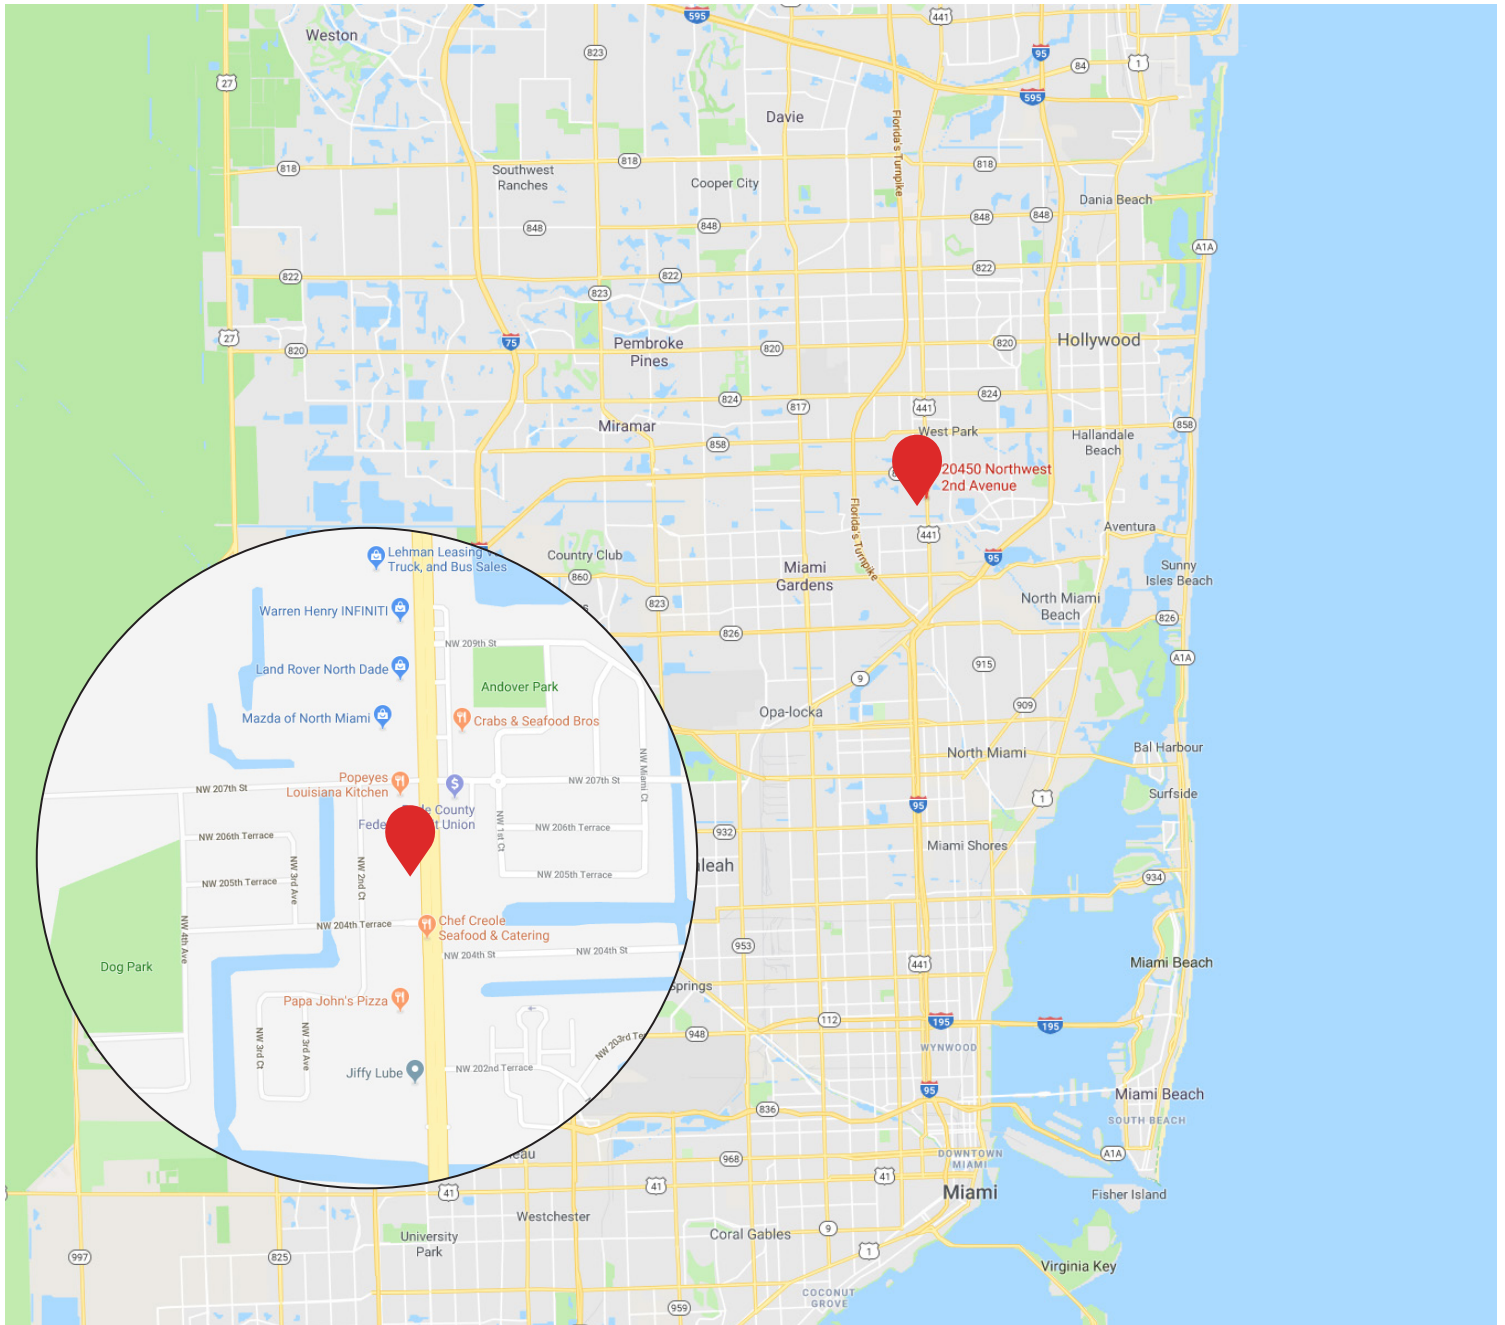 595
441
Weston
823
95
84
1
27
595
Davie
Florida's Turnpike
818
818
818
Southwest
Ranches
Cooper City
Dania Beach
848
848
848
848
A1A
822
822
822
823
27
75
820
Pembroke
Pines
820
820
Hollywood
824
817
441
824
Miramar
858
West Park
Hallandale
Beach
858
20450 Northwest
2nd Avenue
Florida's Turnpike
441
Aventura
Country Club
860
95
Miami
Gardens
Sunny
Isles Beach
823
North Miami
Beach
826
826
915
A1A
9
909
Opa-locka
North Miami
Bal Harbour
Surfside
1
95
932
Miami Shores
934
953
441
Miami Beach
Springs
112
195
195
948
WYNWOOD
95
Miami Beach
836
SOUTH BEACH
968
DOWNTOWN
MIAMI
A1A
41
41
41
Miami
Fisher Island
Westchester
University
Park
Coral Gables
9
1
997
825
Virginia Key
959
COCONUT
GROVE
Lehman Leasing
Truck, and Bus Sales
Warren Henry INFINITI
NW 209th St
Land Rover North Dade
Andover Park
Mazda of North Miami
Crabs & Seafood Bros
Popeyes
Louisiana Kitchen
NW 207th St
NW 207th St
NW Miami Ct
County
Union
NW 206th Terrace
NW 1st Ct
NW 206th Terrace
NW 205th Terrace
NW 3rd Ave
NW 2nd Ct
NW 205th Terrace
NW 4th Ave
NW 204th Terrace
Chef Creole
Seafood & Catering
NW 204th St
NW 204th St
Dog Park
Papa John's Pizza
NW 3rd Ct
NW 3rd Ave
NW 203rd Ter
Jiffy Lube
NW 202nd Terrace